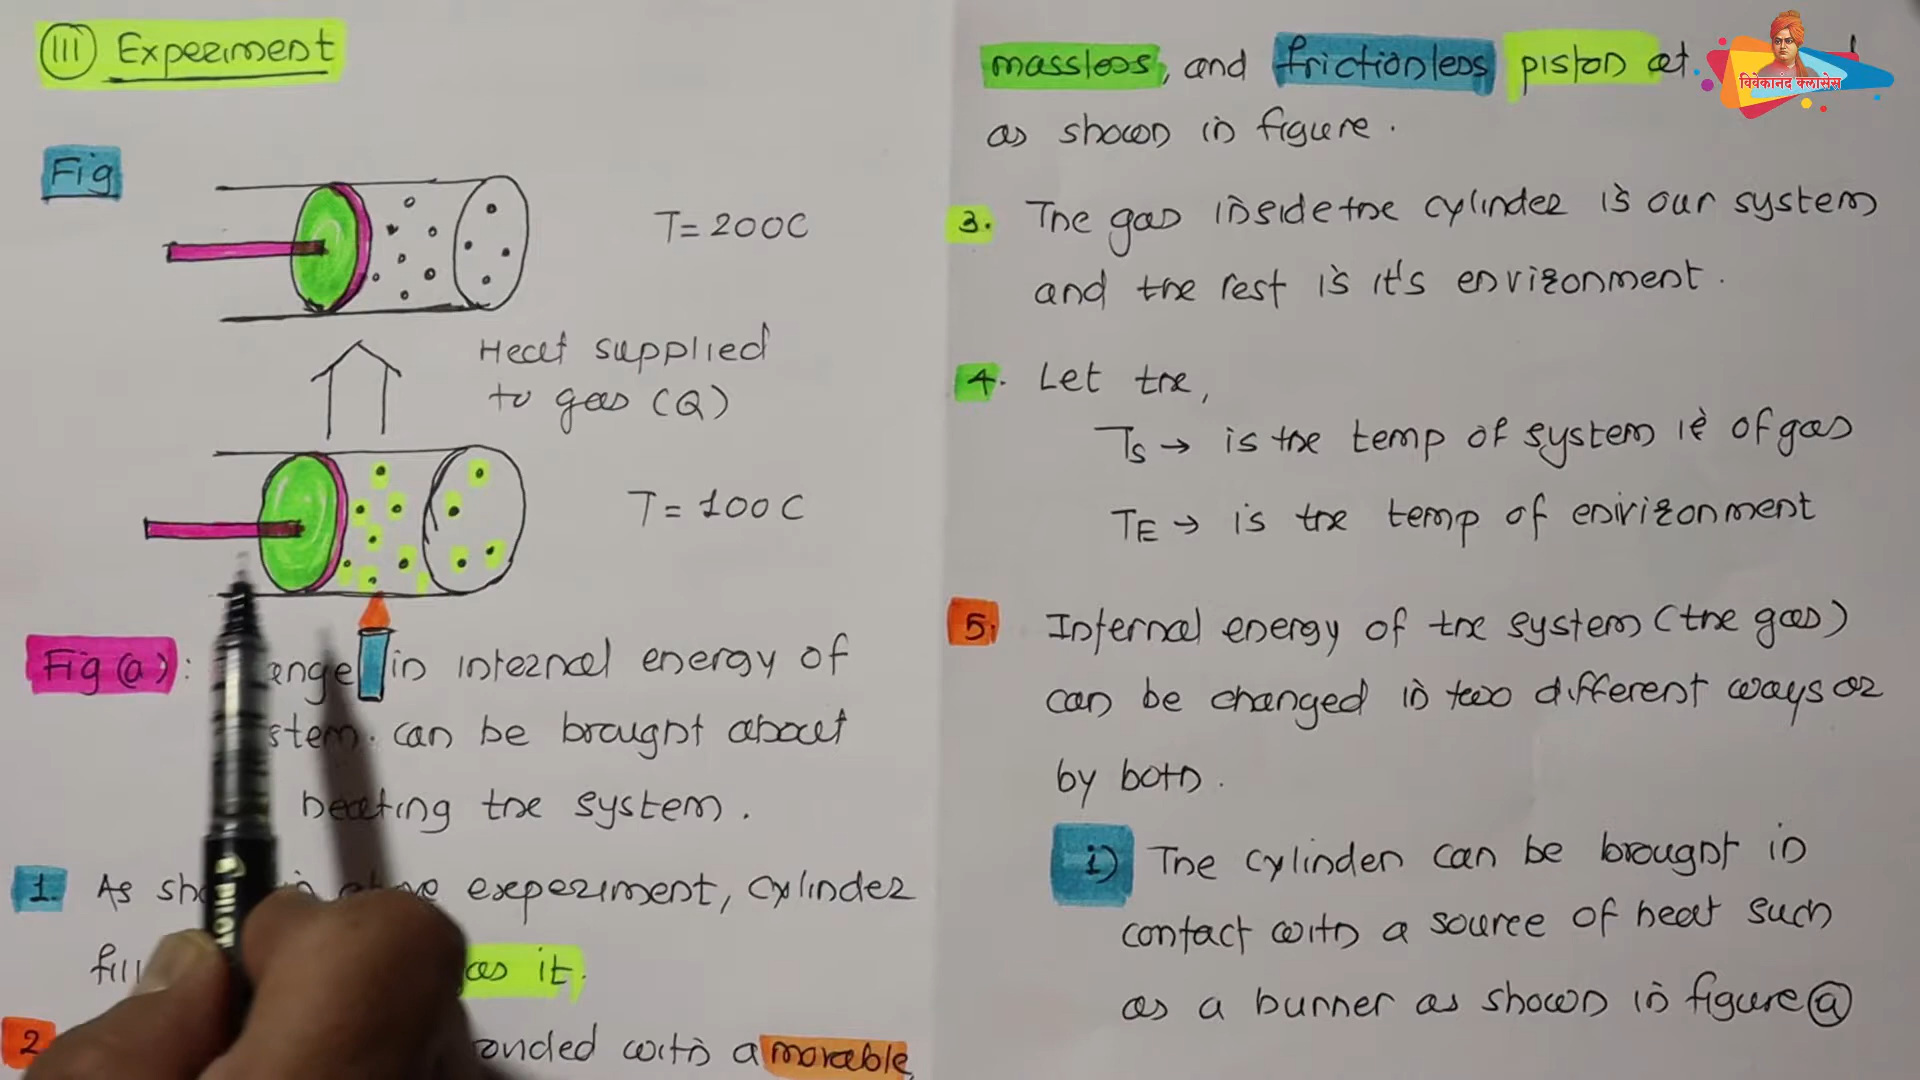 III Experiment
Fig
T= 200C
Heat supplied
to gas (Q)
T= 100C
Fig (a) : in internal energy of
can be brought about
heating the system.
1. As experiment, cylinder
as it.
2 with a movable
massless, and frictionless piston at
as shown in figure.
3. The gas inside the cylinder is our system
and the rest is it's environment.
4. Let the,
TS → is the temp of system ie of gas
TE → is the temp of environment
5. Internal energy of the system (the gas)
can be changed in two different ways or
by both.
i) The cylinder can be brought in
contact with a source of heat such
as a bunner as shown in figure (a)
विवेकानंद क्लासेस
PILOT